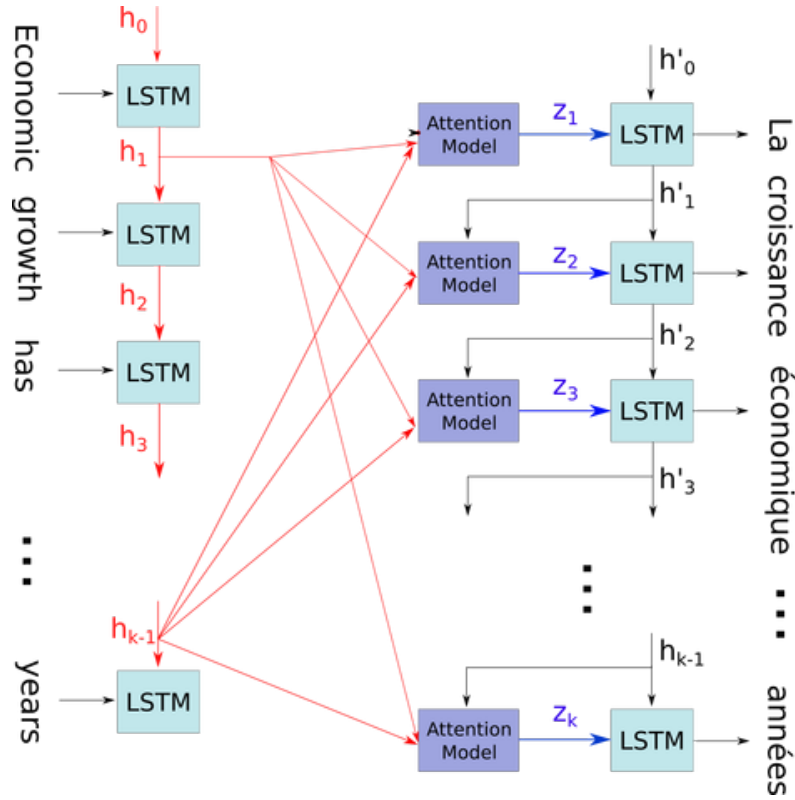 Economic growth has ... years
h0
LSTM
h1
LSTM
h2
LSTM
h3
hk-1
LSTM
h'0
Attention Model
z1
LSTM
h'1
Attention Model
z2
LSTM
h'2
Attention Model
z3
LSTM
h'3
...
hk-1
Attention Model
zk
LSTM
La croissance économique ... années